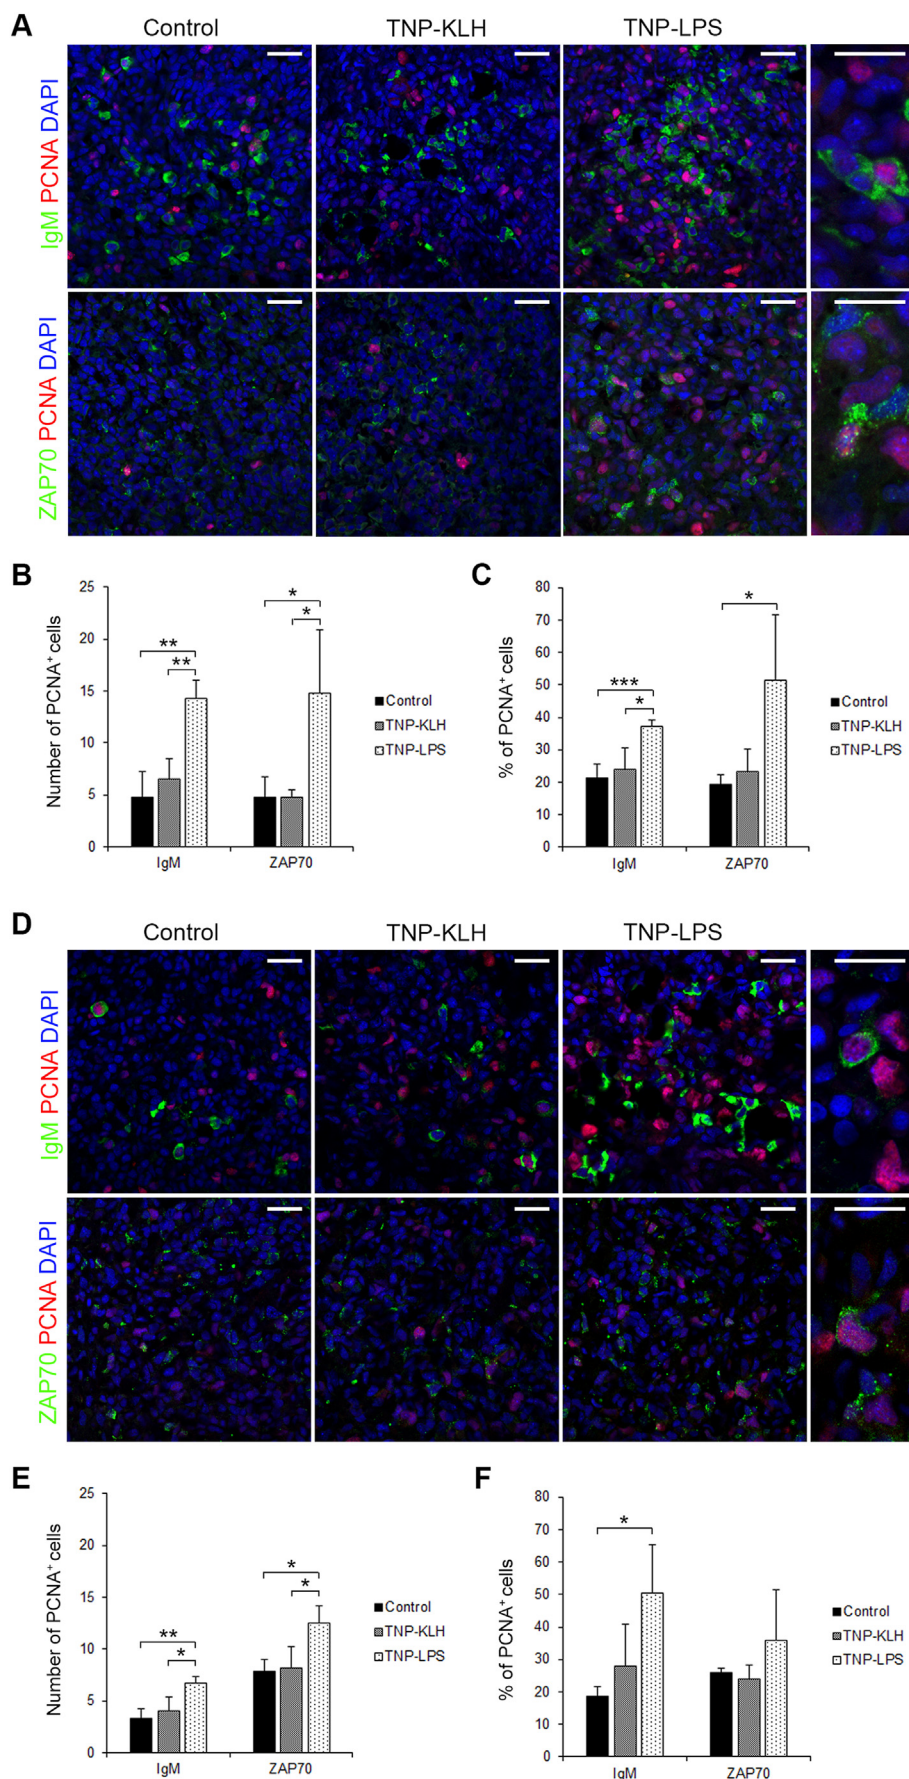 A
Control
TNP-KLH
TNP-LPS
IgM PCNA DAPI
ZAP70 PCNA DAPI
B
Number of PCNA⁺ cells
25
20
15
10
5
0
** ** * *
IgM
ZAP70
Control
TNP-KLH
TNP-LPS
C
% of PCNA⁺ cells
80
70
60
50
40
30
20
10
0
*** * *
IgM
ZAP70
Control
TNP-KLH
TNP-LPS
D
Control
TNP-KLH
TNP-LPS
IgM PCNA DAPI
ZAP70 PCNA DAPI
E
Number of PCNA⁺ cells
25
20
15
10
5
0
** * * *
IgM
ZAP70
Control
TNP-KLH
TNP-LPS
F
% of PCNA⁺ cells
80
70
60
50
40
30
20
10
0
*
IgM
ZAP70
Control
TNP-KLH
TNP-LPS